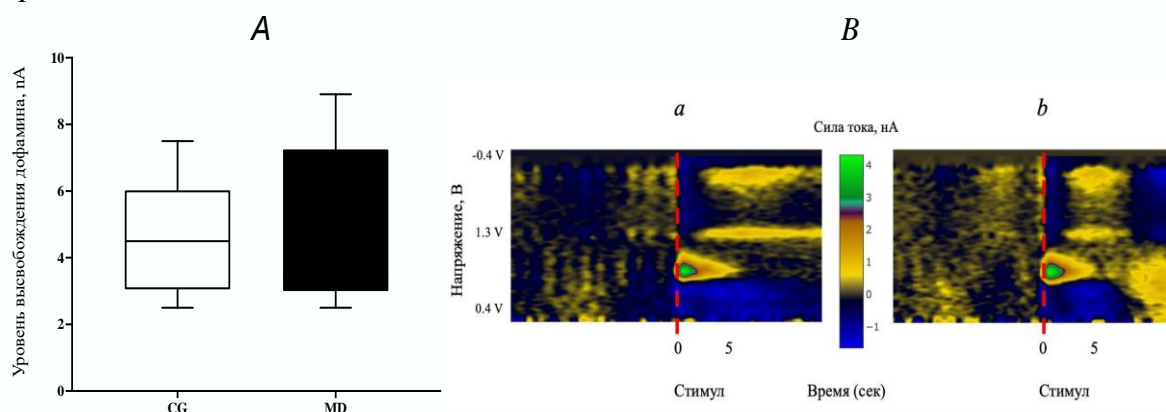 A
B
Уровень высвобождения дофамина, nA
10
8
6
4
2
0
CG
MD
a
b
Сила тока, нА
Напряжение, В
-0.4 V
1.3 V
0.4 V
4
3
2
1
0
−1
0
5
0
5
Стимул
Время (сек)
Стимул